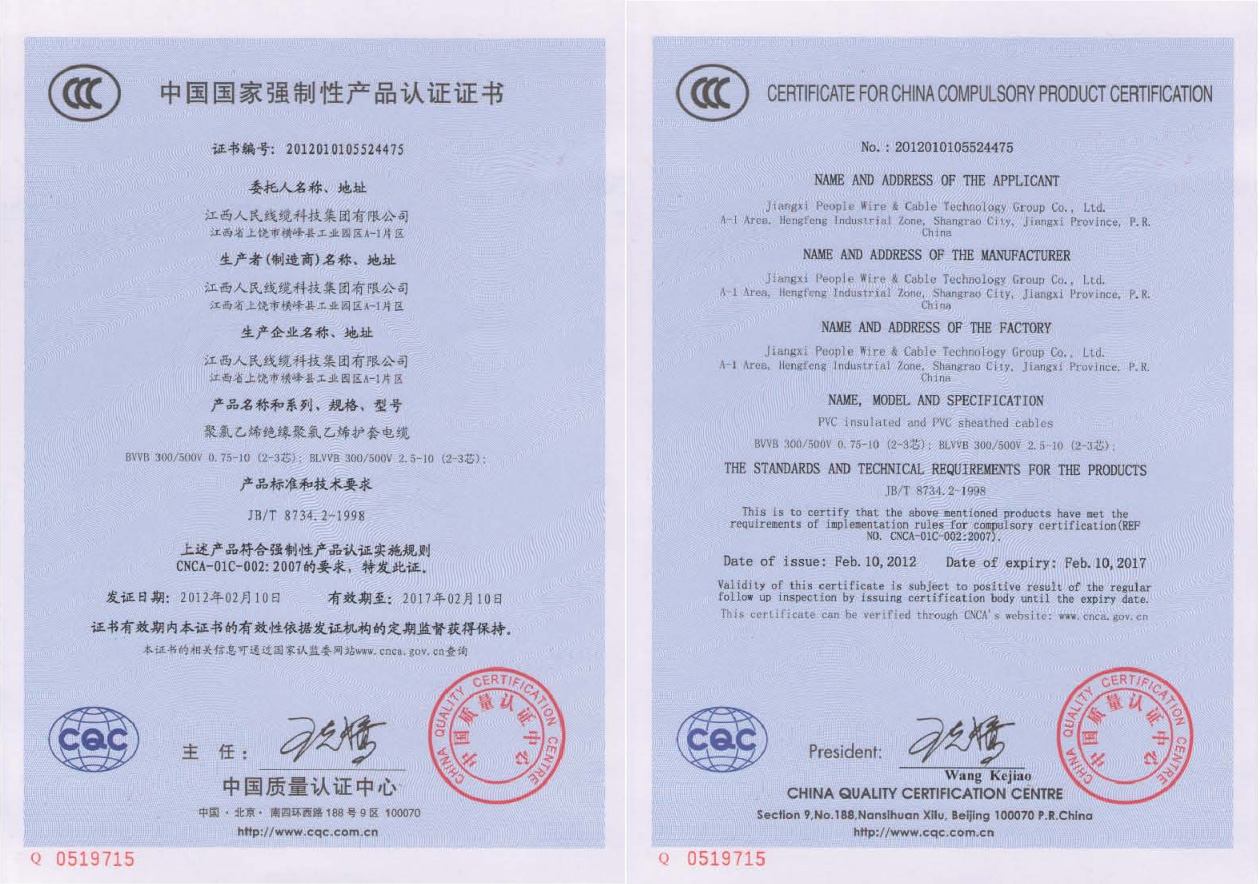 中国国家强制性产品认证证书
证书编号: 2012010105524475
委托人名称、地址
江西人民线缆科技集团有限公司
江西省上饶市横峰县工业园区A-1片区
生产者(制造商)名称、地址
江西人民线缆科技集团有限公司
江西省上饶市横峰县工业园区A-1片区
生产企业名称、地址
江西人民线缆科技集团有限公司
江西省上饶市横峰县工业园区A-1片区
产品名称和系列、规格、型号
聚氯乙烯绝缘聚氯乙烯护套电缆
BVVB 300/500V 0.75-10 (2-3芯); BLVVB 300/500V 2.5-10 (2-3芯);
产品标准和技术要求
JB/T 8734.2-1998
上述产品符合强制性产品认证实施规则
CNCA-01C-002:2007的要求, 特发此证.
发证日期: 2012年02月10日 有效期至: 2017年02月10日
证书有效期内本证书的有效性依据发证机构的定期监督获得保持.
本证书的相关信息可通过国家认监委网站www.cnca.gov.cn查询
CQC
主 任:
CHINA QUALITY CERTIFICATION CENTRE
中国质量认证中心
中国质量认证中心
中国·北京·南四环西路188号9区 100070
http://www.cqc.com.cn
Q 0519715
CERTIFICATE FOR CHINA COMPULSORY PRODUCT CERTIFICATION
No.: 2012010105524475
NAME AND ADDRESS OF THE APPLICANT
Jiangxi People Wire & Cable Technology Group Co., Ltd.
A-1 Area, Hengfeng Industrial Zone, Shangrao City, Jiangxi Province, P.R.
China
NAME AND ADDRESS OF THE MANUFACTURER
Jiangxi People Wire & Cable Technology Group Co., Ltd.
A-1 Area, Hengfeng Industrial Zone, Shangrao City, Jiangxi Province, P.R.
China
NAME AND ADDRESS OF THE FACTORY
Jiangxi People Wire & Cable Technology Group Co., Ltd.
A-1 Area, Hengfeng Industrial Zone, Shangrao City, Jiangxi Province, P.R.
China
NAME, MODEL AND SPECIFICATION
PVC insulated and PVC sheathed cables
BVVB 300/500V 0.75-10 (2-3芯); BLVVB 300/500V 2.5-10 (2-3芯);
THE STANDARDS AND TECHNICAL REQUIREMENTS FOR THE PRODUCTS
JB/T 8734.2-1998
This is to certify that the above mentioned products have met the
requirements of implementation rules for compulsory certification(REF
NO. CNCA-01C-002:2007).
Date of issue: Feb.10,2012 Date of expiry: Feb.10,2017
Validity of this certificate is subject to positive result of the regular
follow up inspection by issuing certification body until the expiry date.
This certificate can be verified through CNCA's website: www.cnca.gov.cn
CQC
President:
Wang Kejiao
CHINA QUALITY CERTIFICATION CENTRE
中国质量认证中心
CHINA QUALITY CERTIFICATION CENTRE
Section 9,No.188,Nansihuan Xilu, Beijing 100070 P.R.China
http://www.cqc.com.cn
Q 0519715